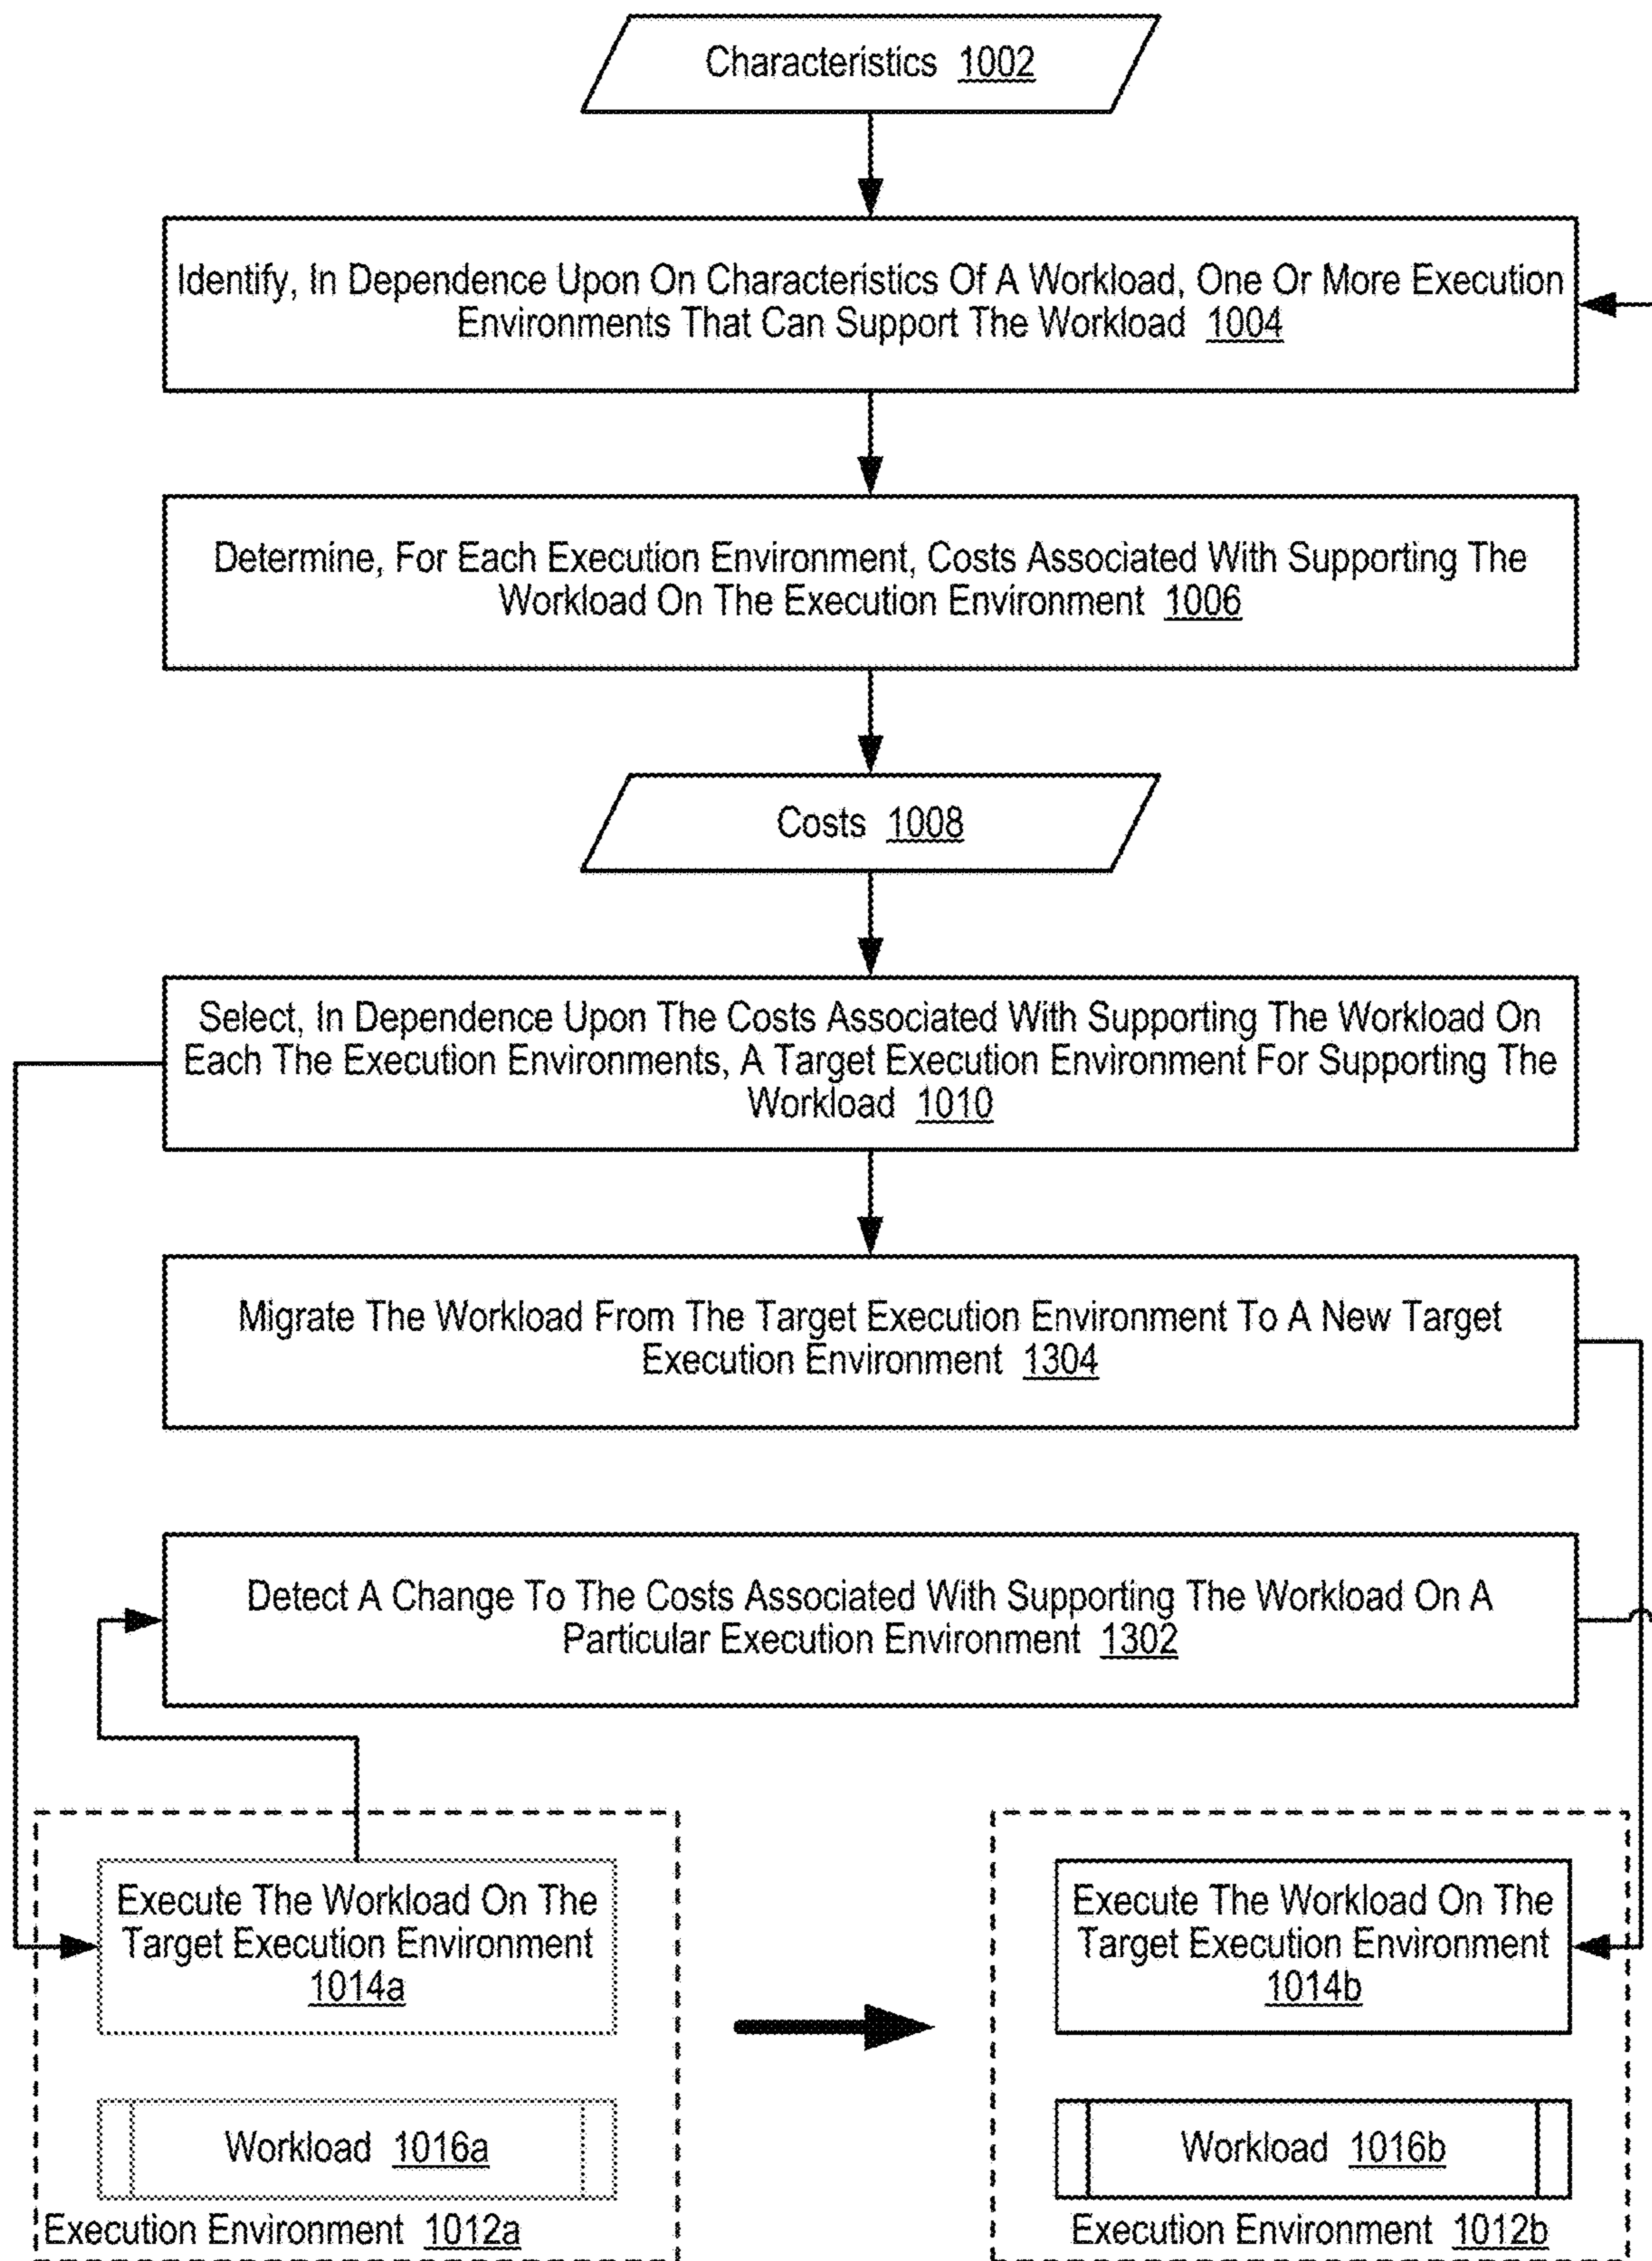 Characteristics 1002
Identify, In Dependence Upon On Characteristics Of A Workload, One Or More Execution
Environments That Can Support The Workload 1004
Determine, For Each Execution Environment, Costs Associated With Supporting The
Workload On The Execution Environment 1006
Costs 1008
Select, In Dependence Upon The Costs Associated With Supporting The Workload On
Each The Execution Environments, A Target Execution Environment For Supporting The
Workload 1010
Migrate The Workload From The Target Execution Environment To A New Target
Execution Environment 1304
Detect A Change To The Costs Associated With Supporting The Workload On A
Particular Execution Environment 1302
Execute The Workload On The
Target Execution Environment
1014a
Workload 1016a
Execution Environment 1012a
Execute The Workload On The
Target Execution Environment
1014b
Workload 1016b
Execution Environment 1012b